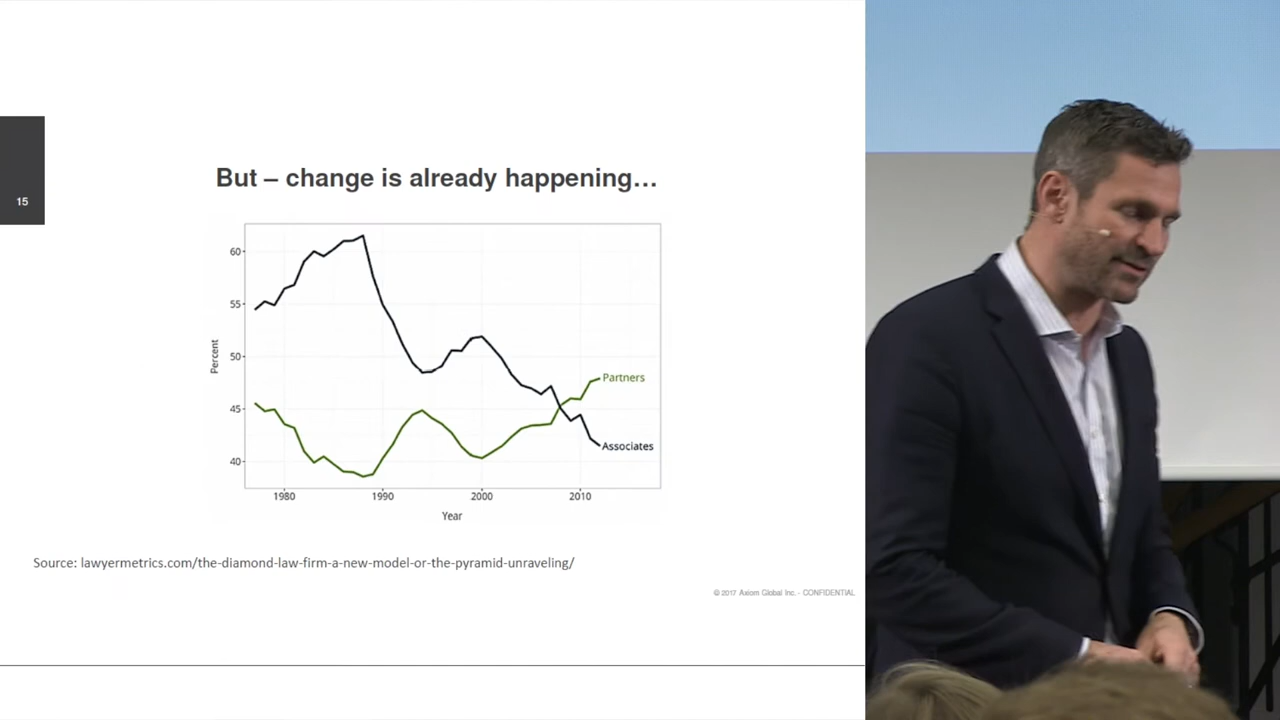 15
But – change is already happening…
60
55
50
45
40
Percent
Partners
Associates
1980 1990 2000 2010
Year
Source: lawyermetrics.com/the-diamond-law-firm-a-new-model-or-the-pyramid-unraveling/
© 2017 Axiom Global Inc. - CONFIDENTIAL